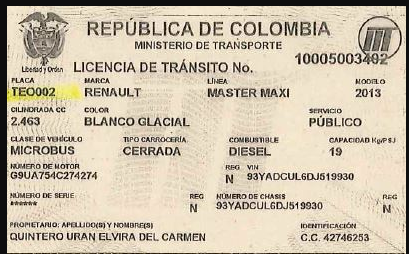 REPÚBLICA DE COLOMBIA
MINISTERIO DE TRANSPORTE
Libertad y Orden
LICENCIA DE TRÁNSITO No. 10005003402
PLACA MARCA LÍNEA MODELO
TEO002 RENAULT MASTER MAXI 2013
CILINDRADA CC COLOR SERVICIO
2.463 BLANCO GLACIAL PÚBLICO
CLASE DE VEHÍCULO TIPO CARROCERÍA COMBUSTIBLE CAPACIDAD Kg/PSJ
MICROBUS CERRADA DIESEL 19
NÚMERO DE MOTOR REG VIN
G9UA754C274274 N 93YADCUL6DJ519930
NÚMERO DE SERIE REG NÚMERO DE CHASIS REG
****** N 93YADCUL6DJ519930 N
PROPIETARIO: APELLIDO(S) Y NOMBRE(S) IDENTIFICACIÓN
QUINTERO URAN ELVIRA DEL CARMEN C.C. 42746253